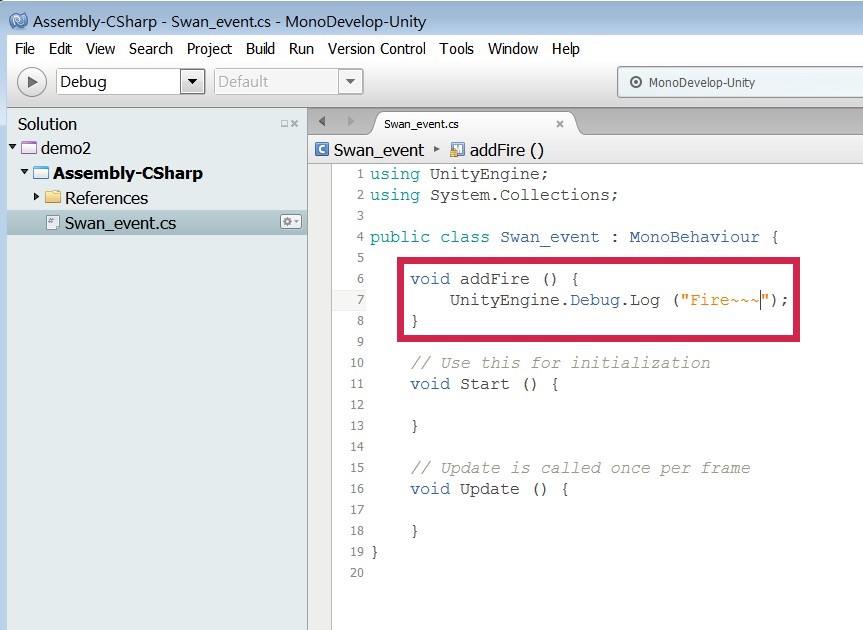 Assembly-CSharp - Swan_event.cs - MonoDevelop-Unity
File Edit View Search Project Build Run Version Control Tools Window Help
Debug Default MonoDevelop-Unity
Solution
demo2
Assembly-CSharp
References
Swan_event.cs
Swan_event.cs
Swan_event addFire ()
1 using UnityEngine;
2 using System.Collections;
3
4 public class Swan_event : MonoBehaviour {
5
6 void addFire () {
7 UnityEngine.Debug.Log ("Fire~~~");
8 }
9
10 // Use this for initialization
11 void Start () {
12
13 }
14
15 // Update is called once per frame
16 void Update () {
17
18 }
19 }
20